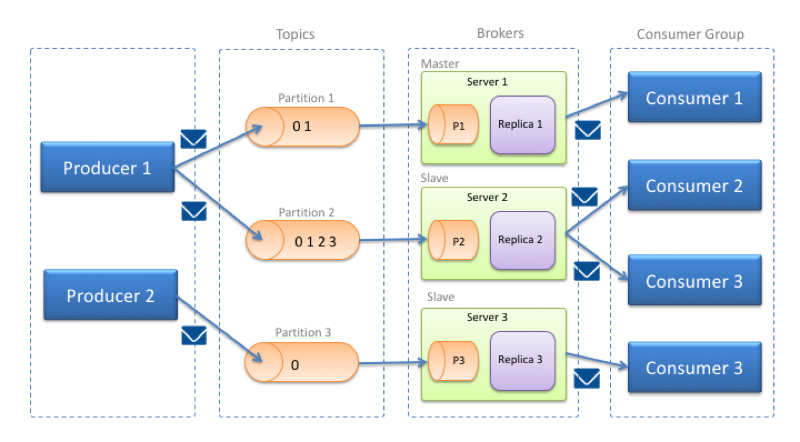 Topics
Brokers
Consumer Group
Partition 1
0 1
Producer 1
Partition 2
0 1 2 3
Producer 2
Partition 3
0
Master
Server 1
P1
Replica 1
Slave
Server 2
P2
Replica 2
Slave
Server 3
P3
Replica 3
Consumer 1
Consumer 2
Consumer 3
Consumer 3